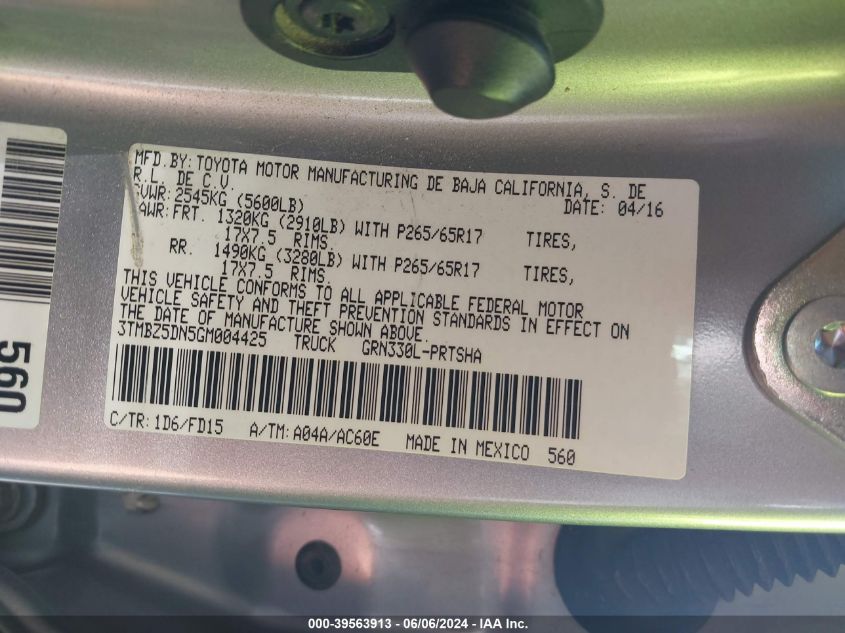 MFD.BY:TOYOTA MOTOR MANUFACTURING DE BAJA CALIFORNIA, S. DE
R.L. DE C.V.
GVWR:2545KG (5600LB) DATE: 04/16
GAWR:FRT. 1320KG (2910LB) WITH P265/65R17 TIRES,
17X7.5 RIMS.
RR. 1490KG (3280LB) WITH P265/65R17 TIRES,
17X7.5 RIMS
THIS VEHICLE CONFORMS TO ALL APPLICABLE FEDERAL MOTOR
VEHICLE SAFETY AND THEFT PREVENTION STANDARDS IN EFFECT ON
THE DATE OF MANUFACTURE SHOWN ABOVE.
3TMBZ5DN5GM004425 TRUCK GRN330L-PRTSHA
C/TR:1D6/FD15 A/TM:A04A/AC60E MADE IN MEXICO 560
560
000-39563913 - 06/06/2024 - IAA Inc.